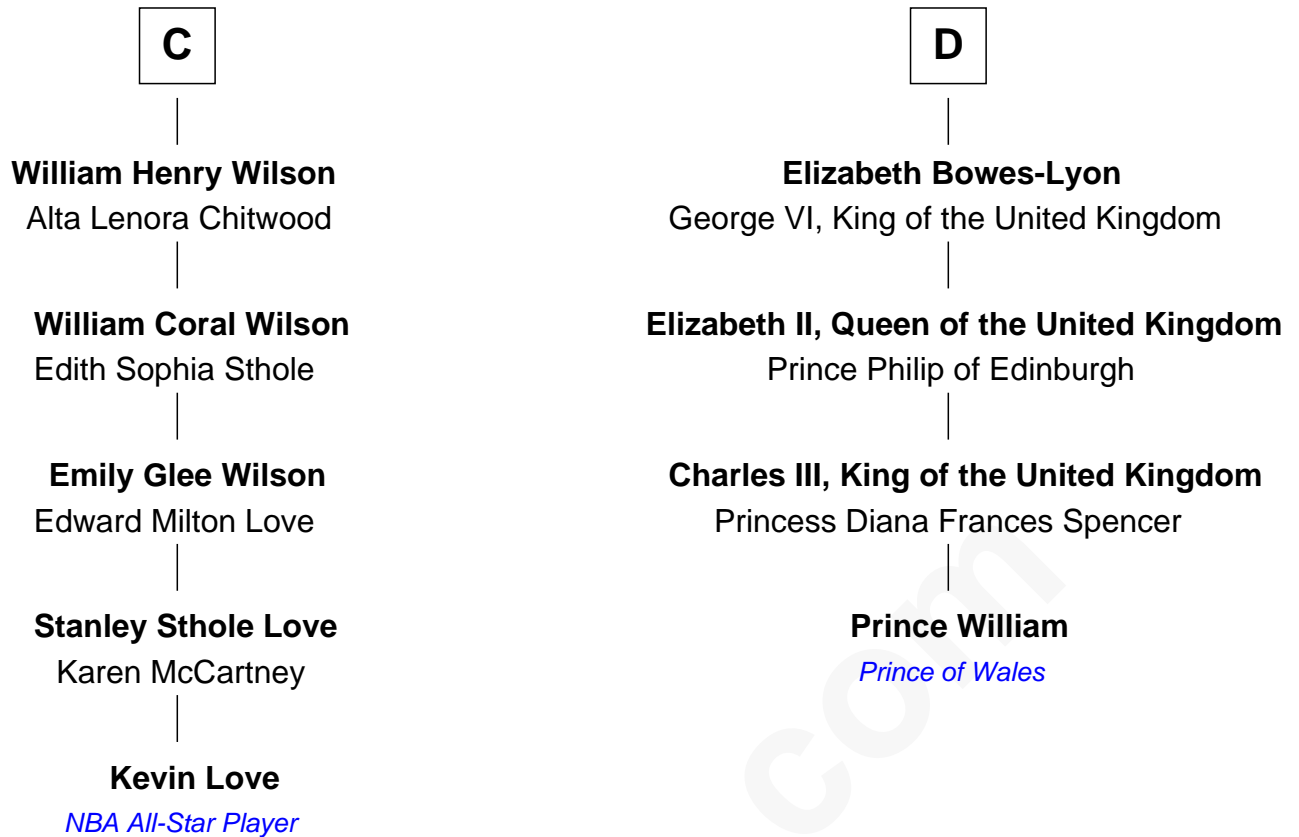 C
William Henry Wilson
Alta Lenora Chitwood
William Coral Wilson
Edith Sophia Sthole
Emily Glee Wilson
Edward Milton Love
Stanley Sthole Love
Karen McCartney
Kevin Love
NBA All-Star Player
D
Elizabeth Bowes-Lyon
George VI, King of the United Kingdom
Elizabeth II, Queen of the United Kingdom
Prince Philip of Edinburgh
Charles III, King of the United Kingdom
Princess Diana Frances Spencer
Prince William
Prince of Wales
com